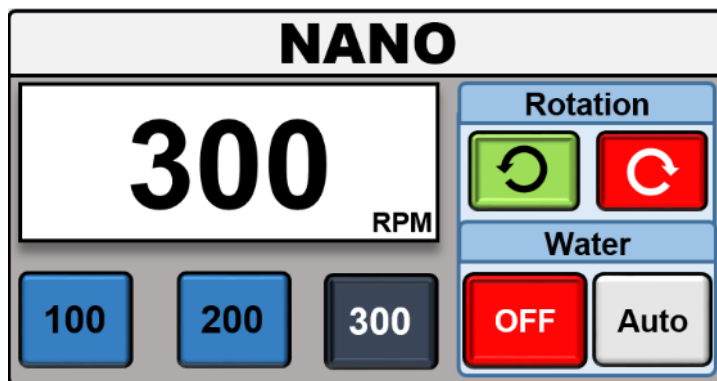 NANO
300
RPM
Rotation
Water
100
200
300
OFF
Auto